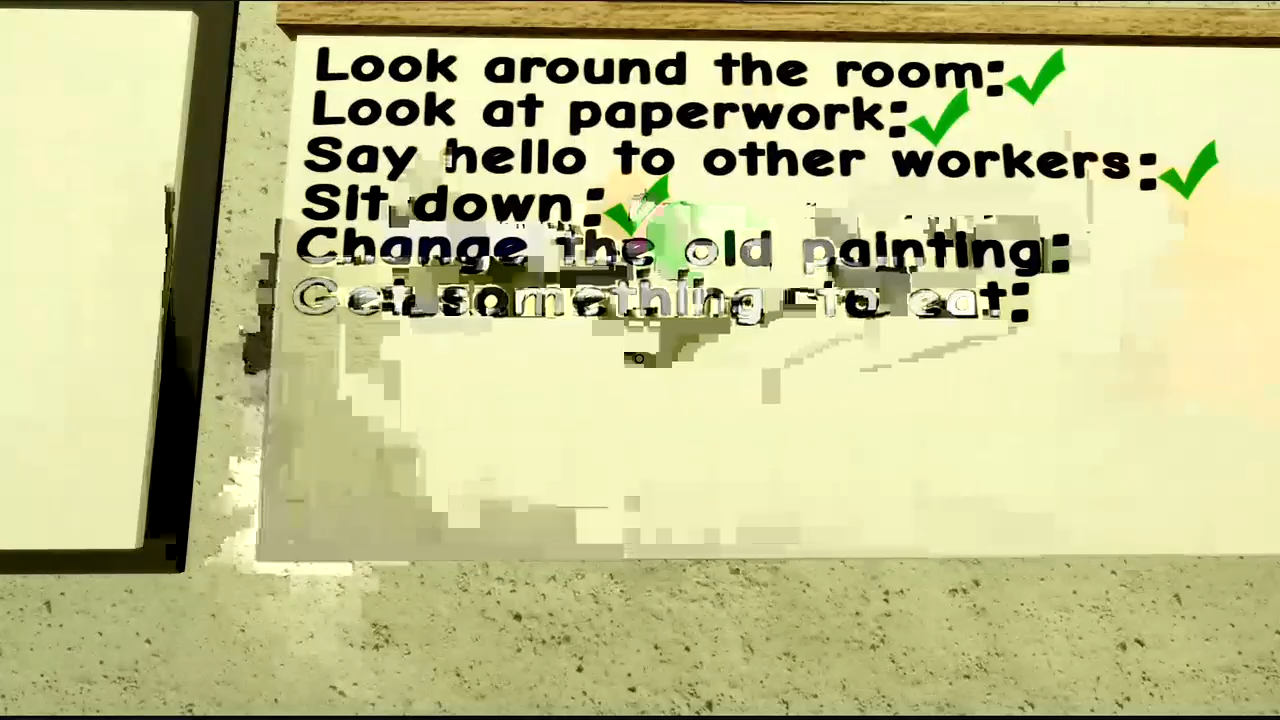 Look around the room:
Look at paperwork:
Say hello to other workers:
Sit down:
Change the old painting:
Get something to eat: